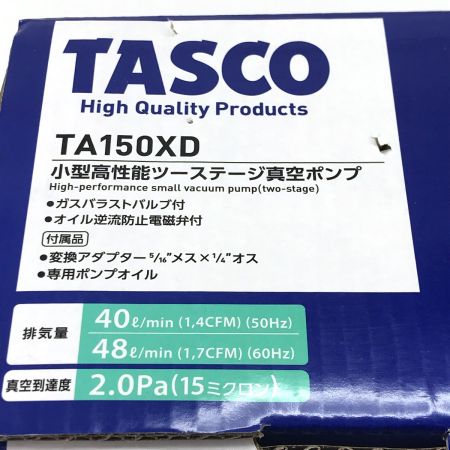 TASCO
High Quality Products
TA150XD
小型高性能ツーステージ真空ポンプ
High-performance small vacuum pump(two-stage)
●ガスバラストバルブ付
●オイル逆流防止電磁弁付
付属品
●変換アダプター5/16"メス×1/4"オス
●専用ポンプオイル
排気量
40ℓ/min (1,4CFM) (50Hz)
48ℓ/min (1,7CFM) (60Hz)
真空到達度 2.0Pa(15ミクロン)